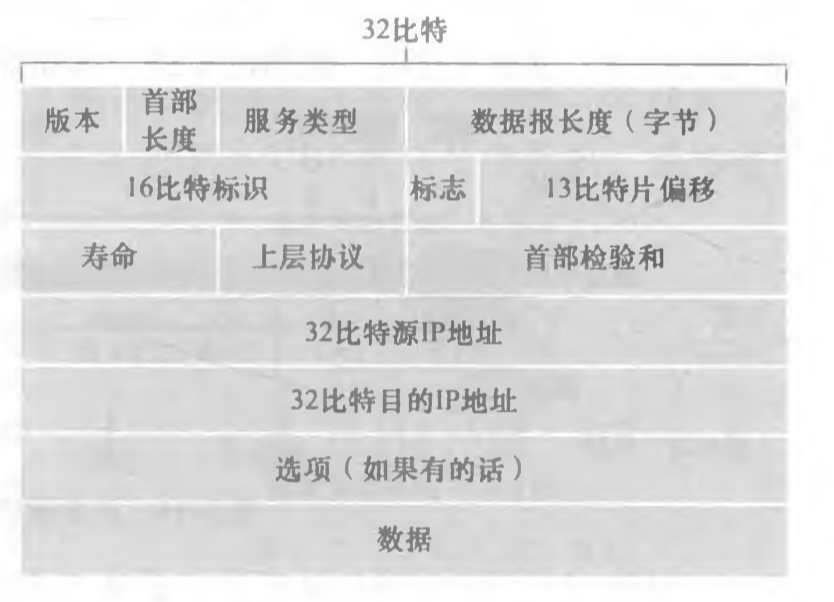 32比特
版本 首部长度 服务类型 数据报长度（字节）
16比特标识 标志 13比特片偏移
寿命 上层协议 首部检验和
32比特源IP地址
32比特目的IP地址
选项（如果有的话）
数据